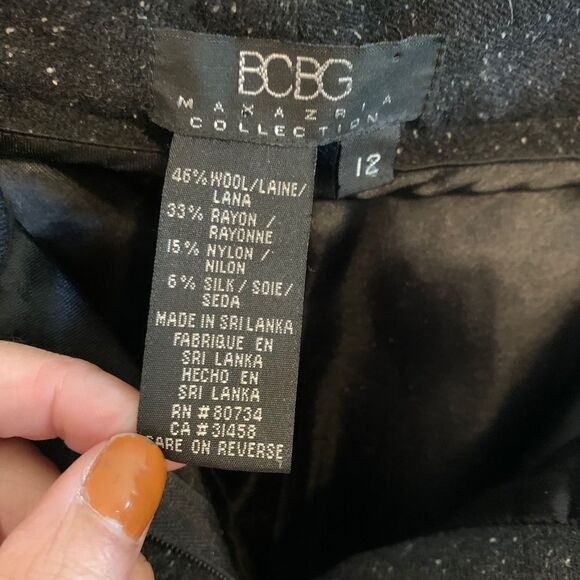 BCBG
MAXAZRIA
COLLECTION
12
46% WOOL/LAINE/
LANA
33% RAYON /
RAYONNE
15% NYLON /
NILON
6% SILK / SOIE/
SEDA
MADE IN SRI LANKA
FABRIQUE EN
SRI LANKA
HECHO EN
SRI LANKA
RN # 80734
CA # 31458
CARE ON REVERSE